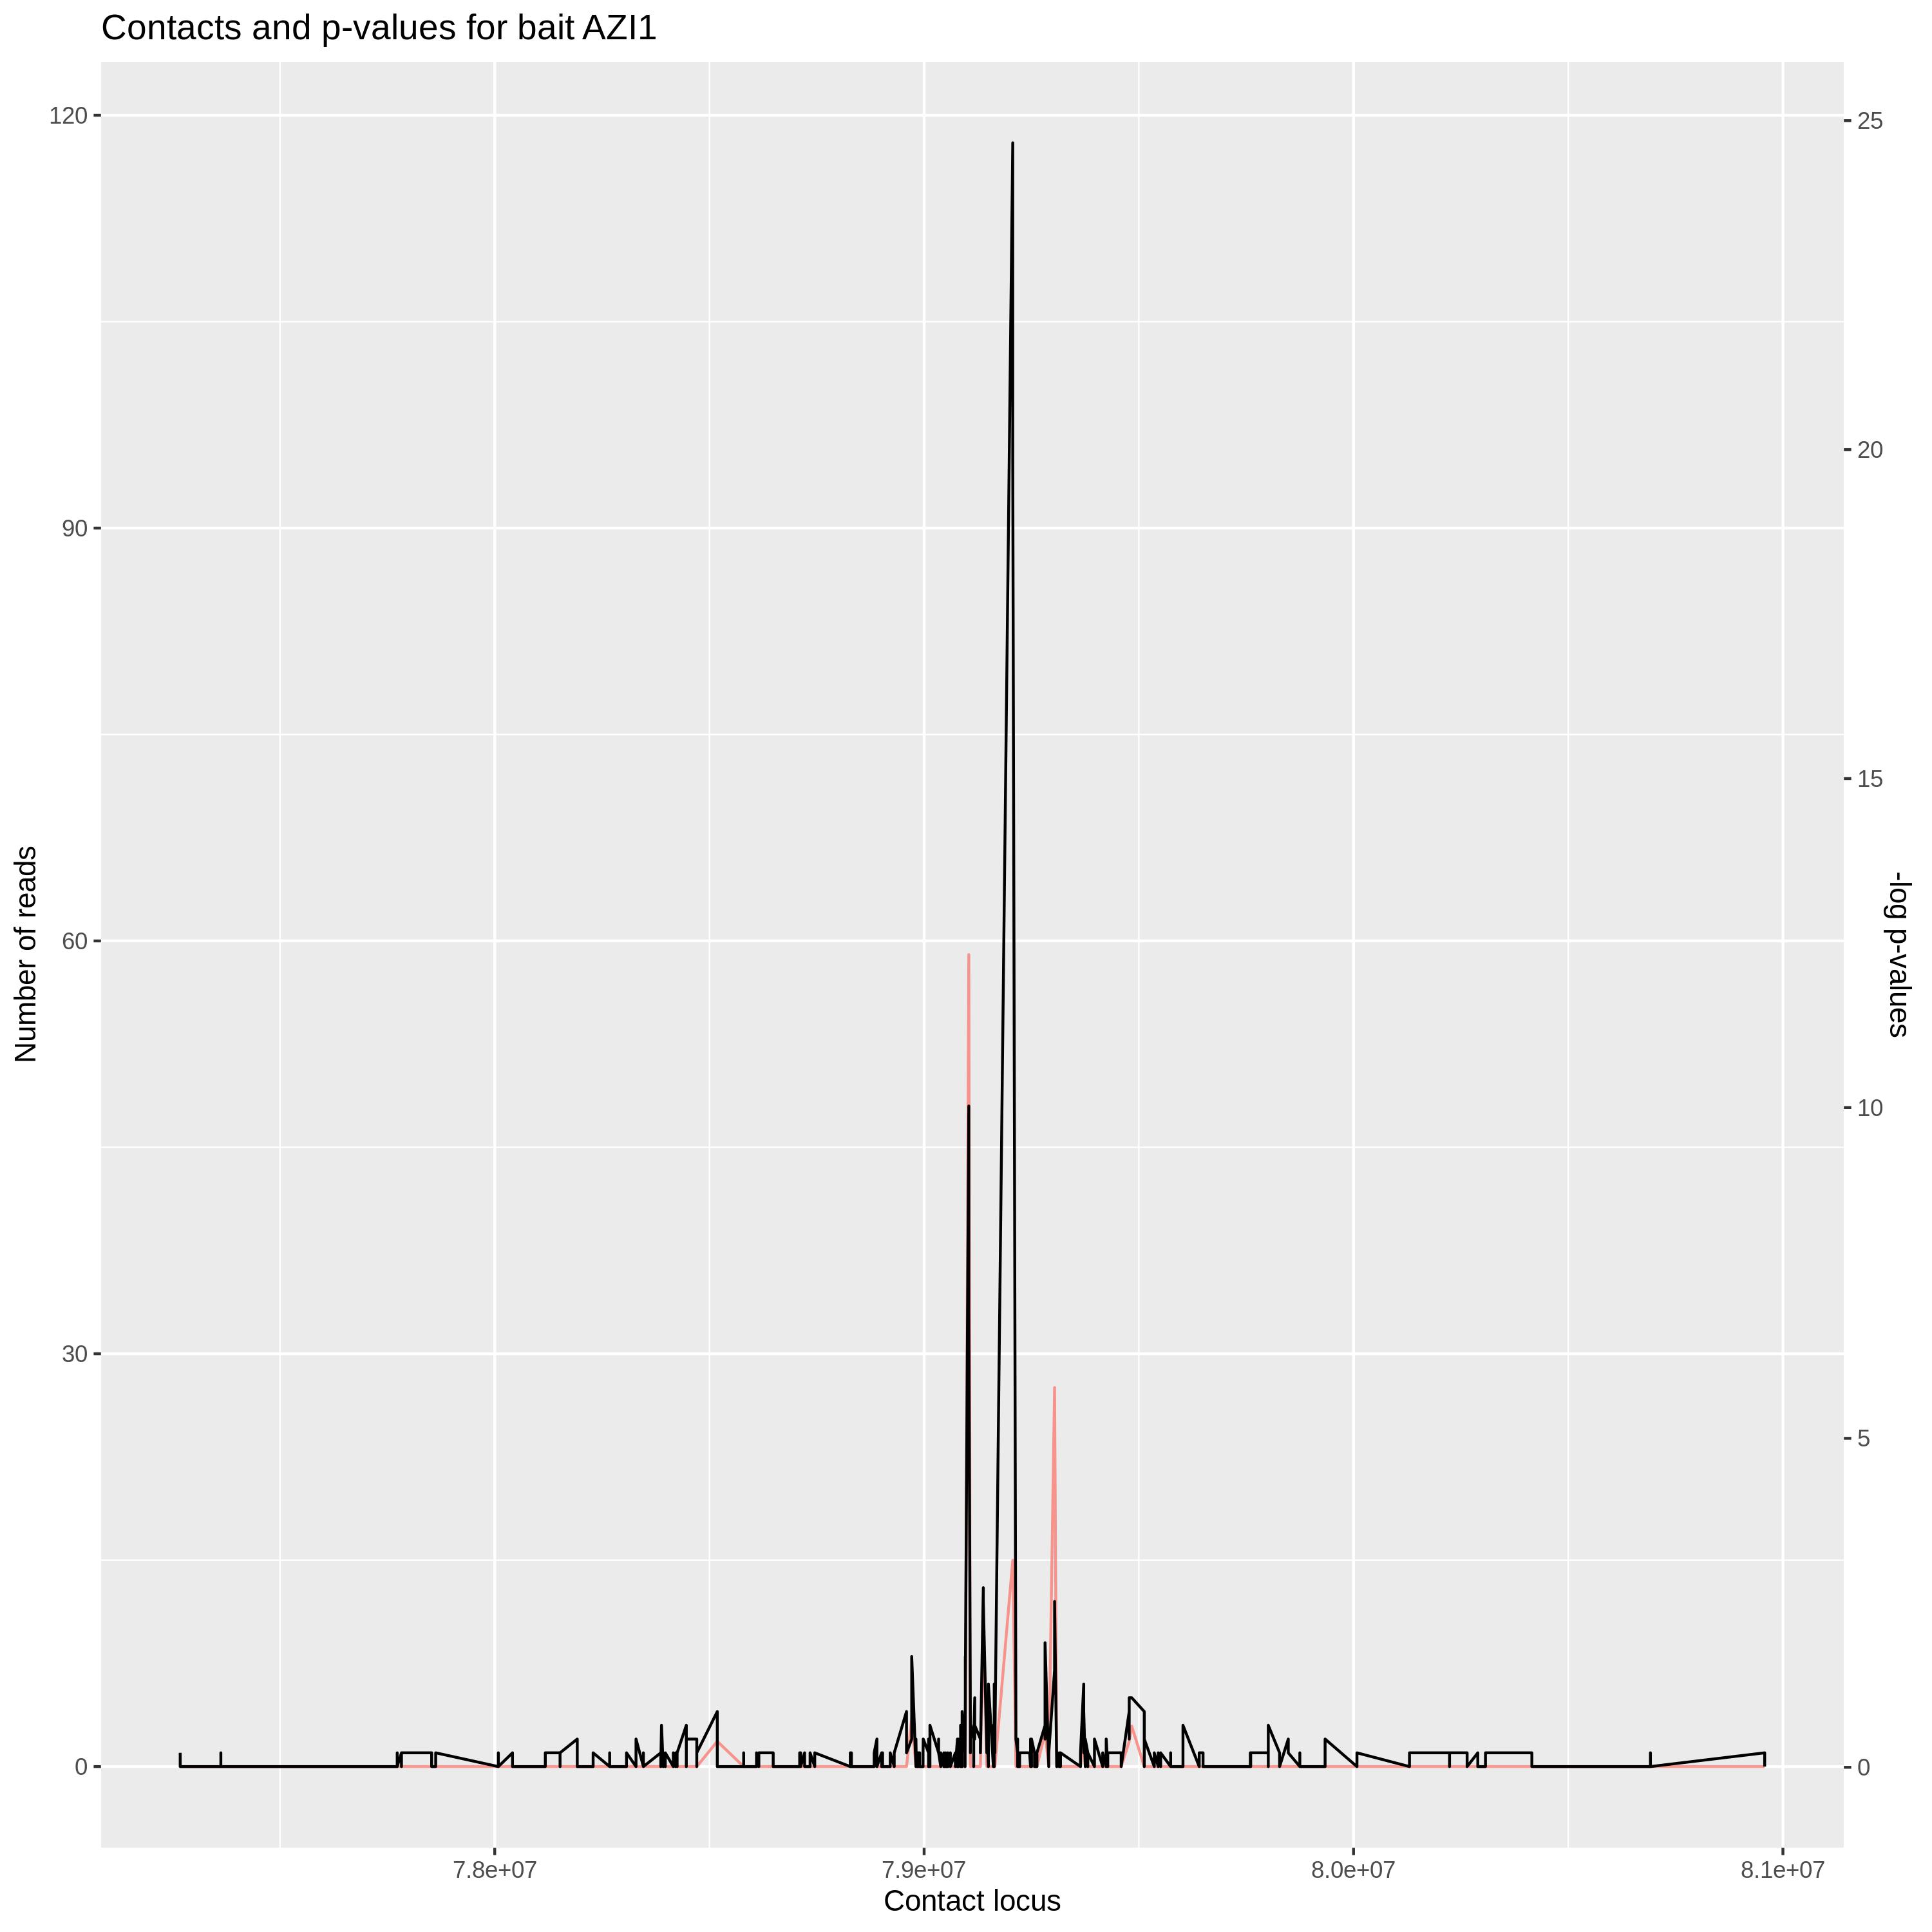 Contacts and p-values for bait AZI1
120
90
60
30
0
Number of reads
25
20
15
10
5
0
-log p-values
7.8e+07
7.9e+07
8.0e+07
8.1e+07
Contact locus